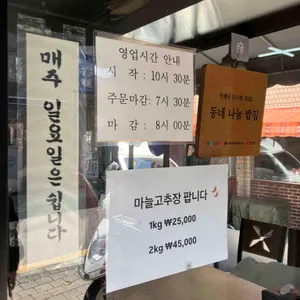 매주 일요일은 쉽니다
영업시간 안내
시 작 : 10시 30분
주문마감: 7시 30분
마 감 : 8시 00분
동네 나눔 밥집
마늘고추장 팝니다
1kg ₩25,000
2kg ₩45,000